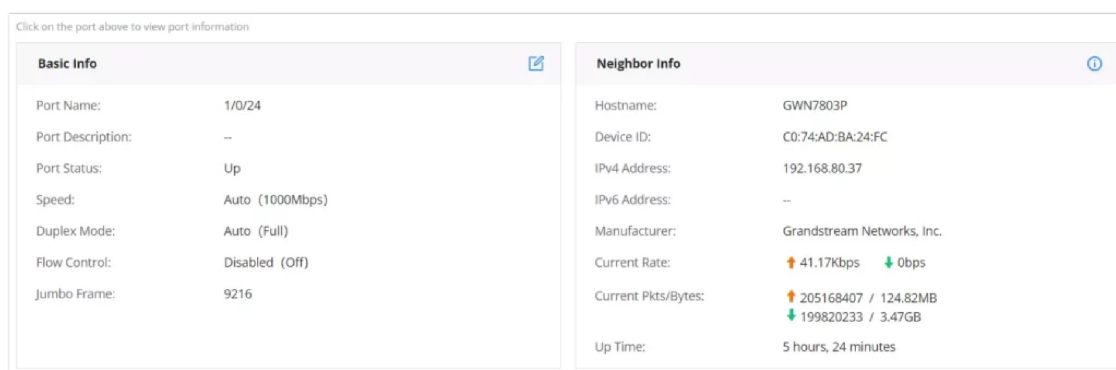 Click on the port above to view port information
Basic Info
Port Name: 1/0/24
Port Description: --
Port Status: Up
Speed: Auto (1000Mbps)
Duplex Mode: Auto (Full)
Flow Control: Disabled (Off)
Jumbo Frame: 9216
Neighbor Info
Hostname: GWN7803P
Device ID: C0:74:AD:BA:24:FC
IPv4 Address: 192.168.80.37
IPv6 Address: --
Manufacturer: Grandstream Networks, Inc.
Current Rate: 41.17Kbps 0bps
Current Pkts/Bytes: 205168407 / 124.82MB
199820233 / 3.47GB
Up Time: 5 hours, 24 minutes